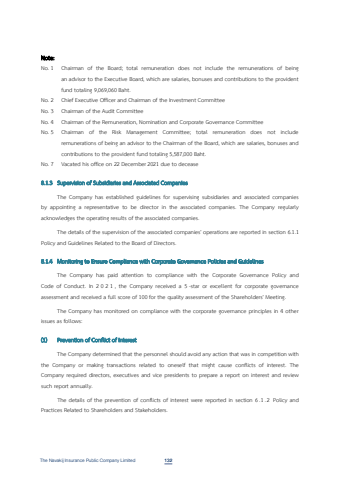 Note:
No. 1 Chairman of the Board; total remuneration does not include the remunerations of being
an advisor to the Executive Board, which are salaries, bonuses and contributions to the provident
fund totaling 9,069,060 Baht.
No. 2 Chief Executive Officer and Chairman of the Investment Committee
No. 3 Chairman of the Audit Committee
No. 4 Chairman of the Remuneration, Nomination and Corporate Governance Committee
No. 5 Chairman of the Risk Management Committee; total remuneration does not include
remunerations of being an advisor to the Chairman of the Board, which are salaries, bonuses and
contributions to the provident fund totaling 5,587,000 Baht.
No. 7 Vacated his office on 22 December 2021 due to decease
8.1.3 Supervision of Subsidiaries and Associated Companies
The Company has established guidelines for supervising subsidiaries and associated companies
by appointing a representative to be director in the associated companies. The Company regularly
acknowledges the operating results of the associated companies.
The details of the supervision of the associated companies' operations are reported in section 6.1.1
Policy and Guidelines Related to the Board of Directors.
8.1.4 Monitoring to Ensure Compliance with Corporate Governance Policies and Guidelines
The Company has paid attention to compliance with the Corporate Governance Policy and
Code of Conduct. In 2021, the Company received a 5-star or excellent for corporate governance
assessment and received a full score of 100 for the quality assessment of the Shareholders' Meeting.
The Company has monitored on compliance with the corporate governance principles in 4 other
issues as follows:
(1) Prevention of Conflict of Interest
The Company determined that the personnel should avoid any action that was in competition with
the Company or making transactions related to oneself that might cause conflicts of interest. The
Company required directors, executives and vice presidents to prepare a report on interest and review
such report annually.
The details of the prevention of conflicts of interest were reported in section 6.1.2 Policy and
Practices Related to Shareholders and Stakeholders.
The Navakij Insurance Public Company Limited